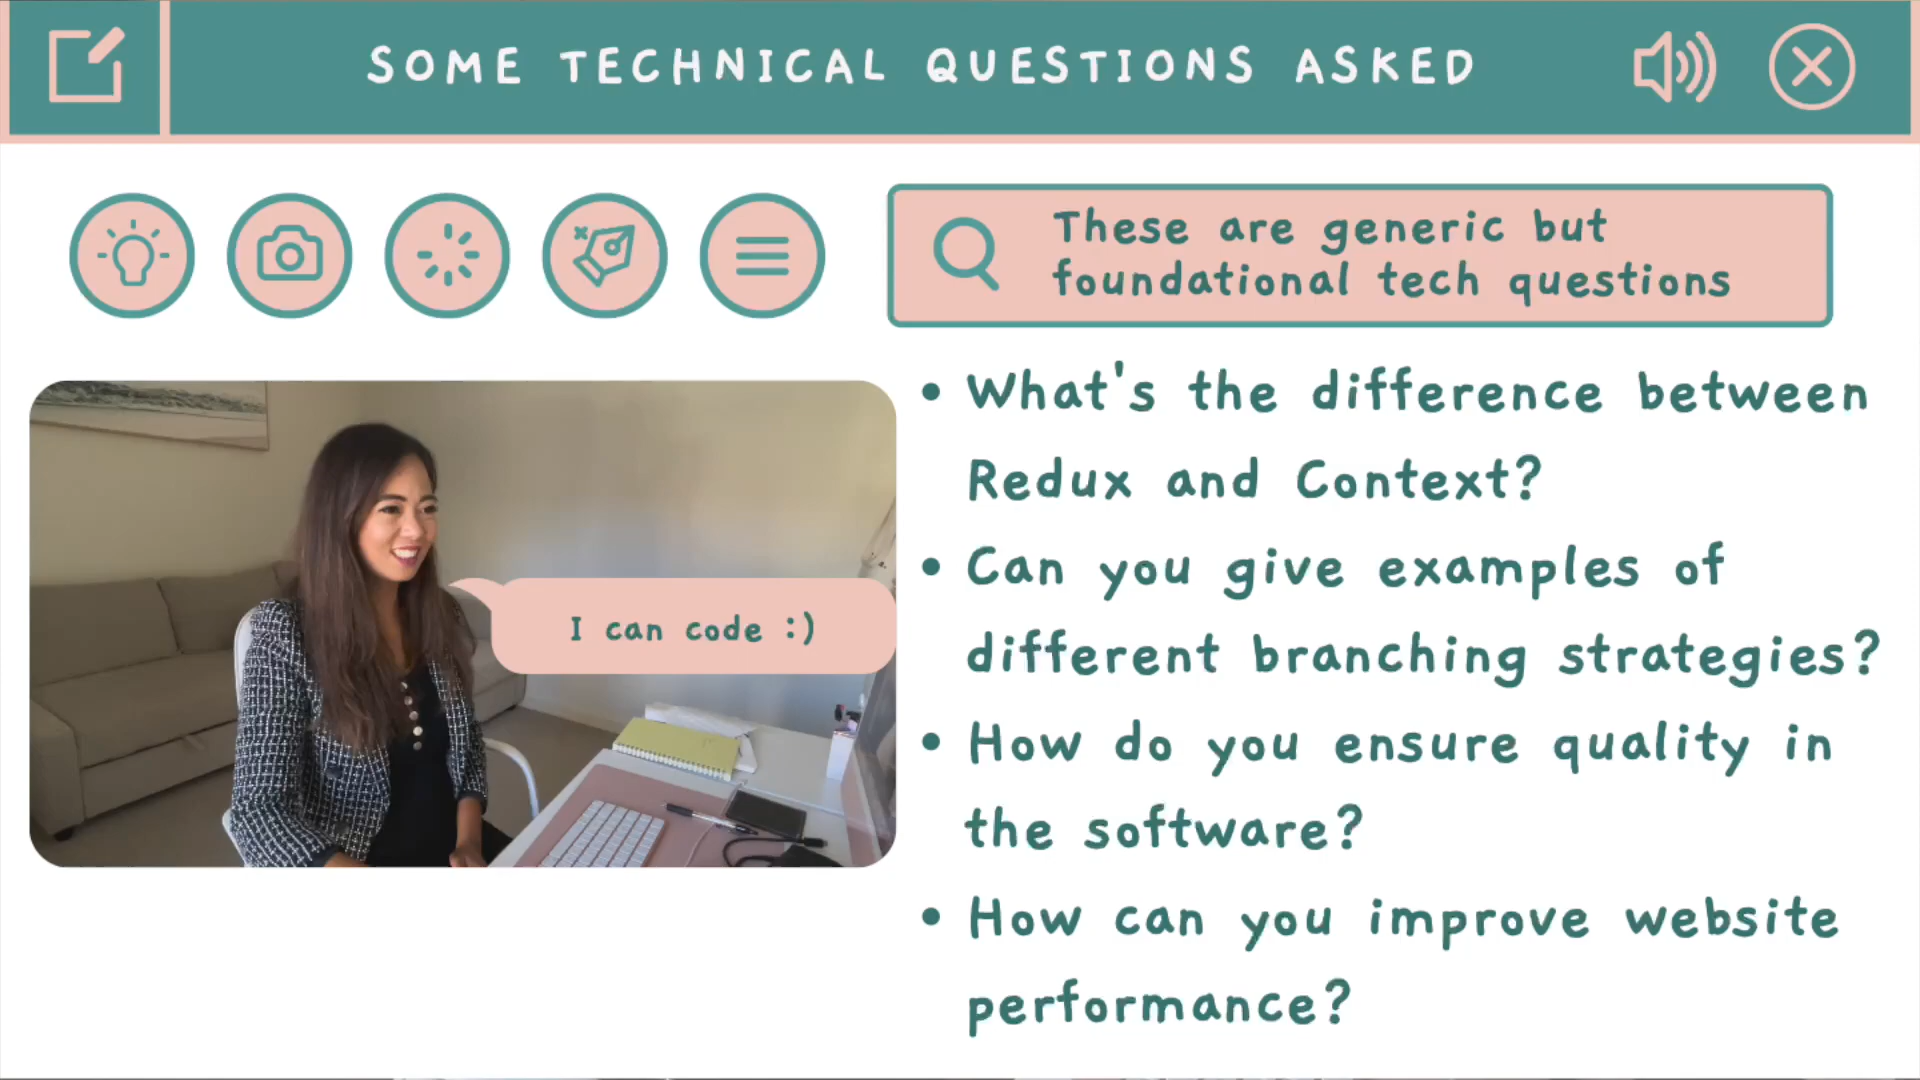 SOME TECHNICAL QUESTIONS ASKED
These are generic but
foundational tech questions
I can code :)
• What's the difference between
Redux and Context?
• Can you give examples of
different branching strategies?
• How do you ensure quality in
the software?
• How can you improve website
performance?